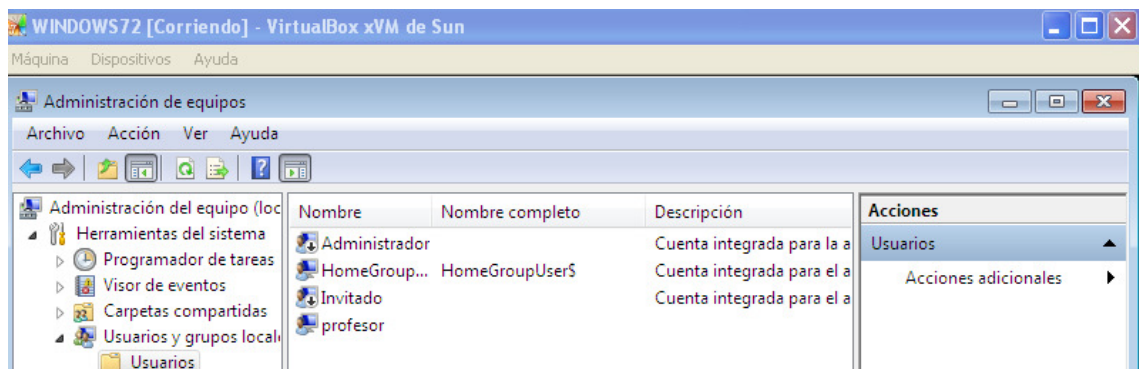 WINDOWS72 [Corriendo] - VirtualBox xVM de Sun
Máquina Dispositivos Ayuda
Administración de equipos
Archivo Acción Ver Ayuda
Administración del equipo (loc
Herramientas del sistema
Programador de tareas
Visor de eventos
Carpetas compartidas
Usuarios y grupos local
Usuarios
Nombre Nombre completo Descripción
Administrador Cuenta integrada para la a
HomeGroup... HomeGroupUser$ Cuenta integrada para el a
Invitado Cuenta integrada para el a
profesor
Acciones
Usuarios
Acciones adicionales